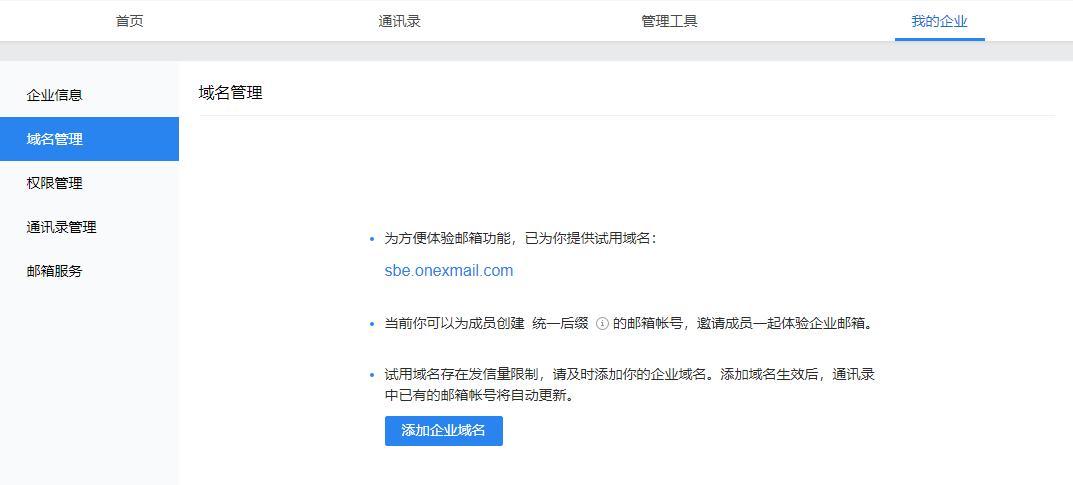 首页 通讯录 管理工具 我的企业
企业信息
域名管理
权限管理
通讯录管理
邮箱服务
域名管理
为方便体验邮箱功能，已为你提供试用域名：
sbe.onexmail.com
当前你可以为成员创建 统一后缀 的邮箱帐号，邀请成员一起体验企业邮箱。
试用域名存在发信量限制，请及时添加你的企业域名。添加域名生效后，通讯录
中已有的邮箱帐号将自动更新。
添加企业域名